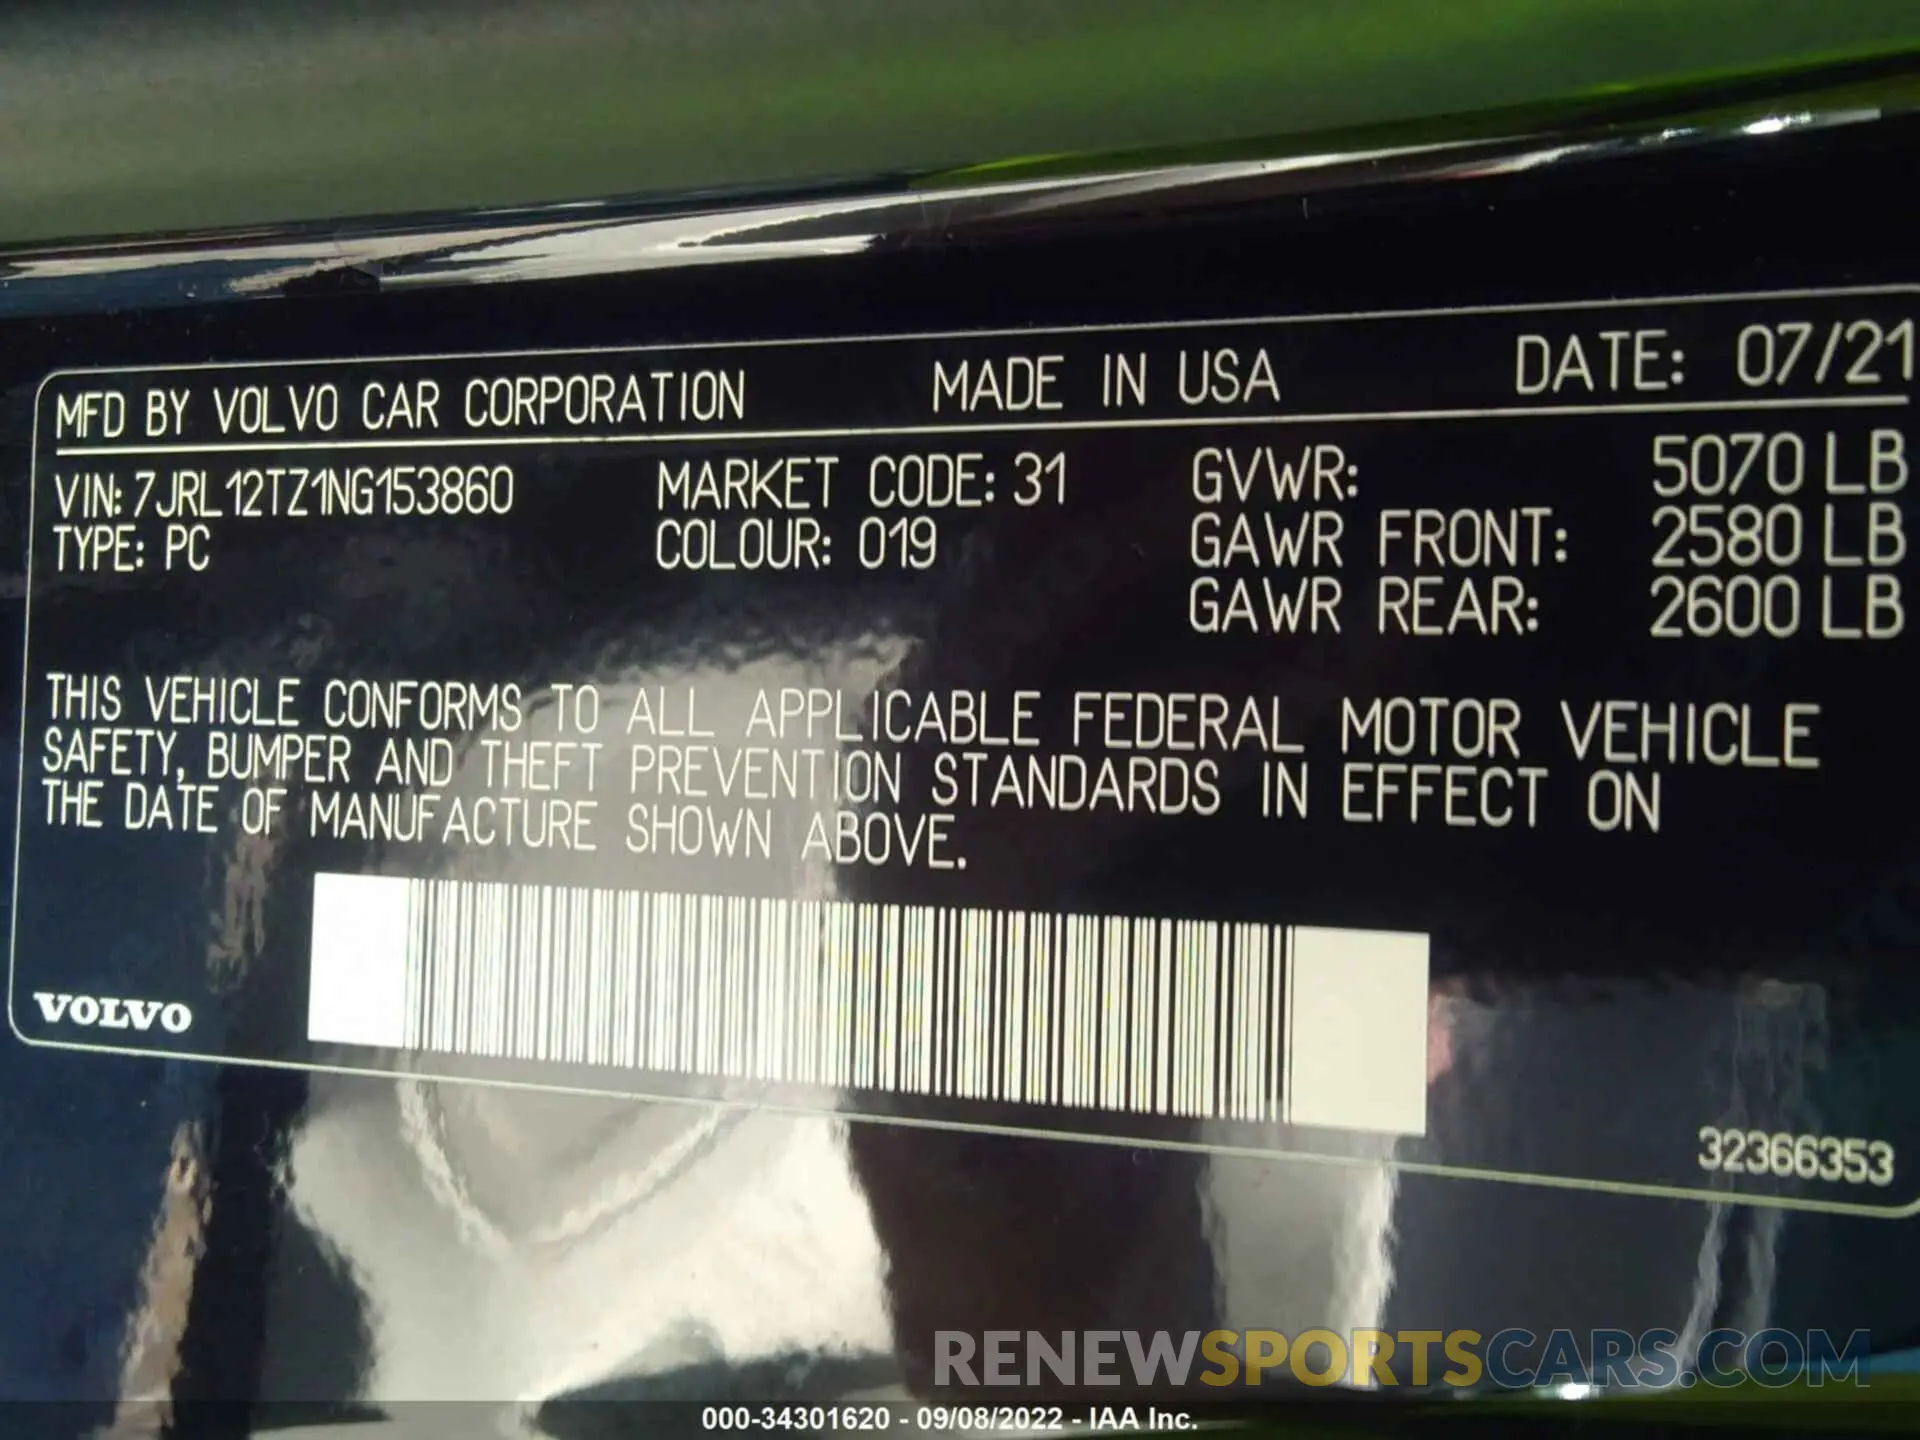 MFD BY VOLVO CAR CORPORATION MADE IN USA DATE: 07/21
VIN: 7JRL12TZ1NG153860 MARKET CODE: 31 GVWR: 5070 LB
TYPE: PC COLOUR: 019 GAWR FRONT: 2580 LB
GAWR REAR: 2600 LB
THIS VEHICLE CONFORMS TO ALL APPLICABLE FEDERAL MOTOR VEHICLE
SAFETY, BUMPER AND THEFT PREVENTION STANDARDS IN EFFECT ON
THE DATE OF MANUFACTURE SHOWN ABOVE.
VOLVO
32366353
RENEWSPORTSCARS.COM
000-34301620 - 09/08/2022 - IAA Inc.